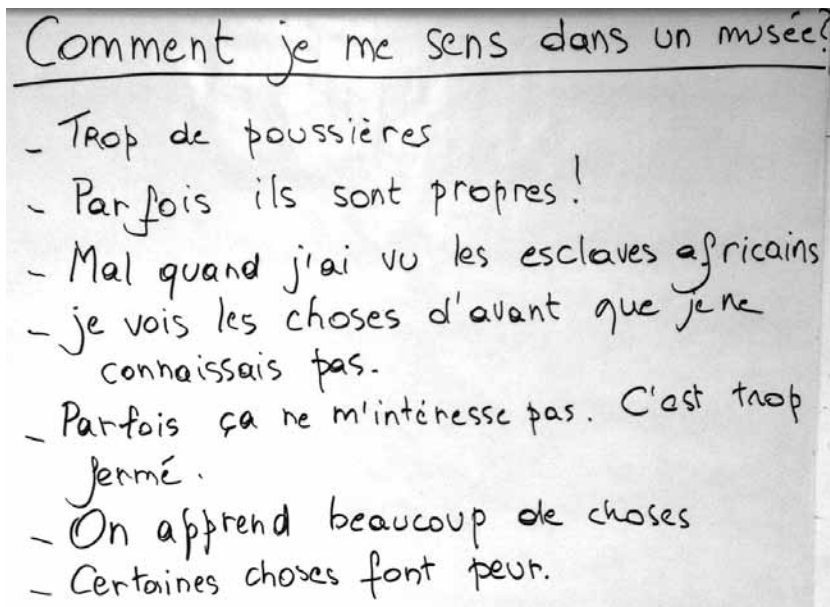 Comment je me sens dans un musée?
- Trop de poussières
- Parfois ils sont propres!
- Mal quand j'ai vu les esclaves africains
- je vois les choses d'avant que je ne
connaissais pas.
- Parfois ça ne m'intéresse pas. C'est trop
fermé.
- On apprend beaucoup de choses
- Certaines choses font peur.